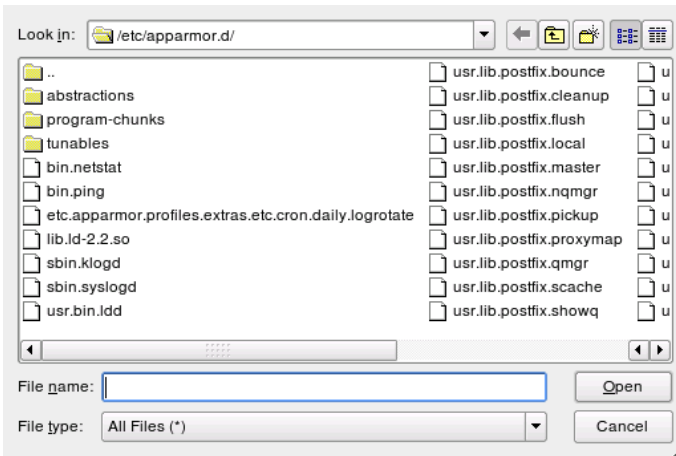 Look in: /etc/apparmor.d/
..
abstractions
program-chunks
tunables
bin.netstat
bin.ping
etc.apparmor.profiles.extras.etc.cron.daily.logrotate
lib.ld-2.2.so
sbin.klogd
sbin.syslogd
usr.bin.ldd
usr.lib.postfix.bounce
usr.lib.postfix.cleanup
usr.lib.postfix.flush
usr.lib.postfix.local
usr.lib.postfix.master
usr.lib.postfix.nqmgr
usr.lib.postfix.pickup
usr.lib.postfix.proxymap
usr.lib.postfix.qmgr
usr.lib.postfix.scache
usr.lib.postfix.showq
u
u
u
u
u
u
u
u
u
u
u
File name:
Open
File type: All Files (*)
Cancel